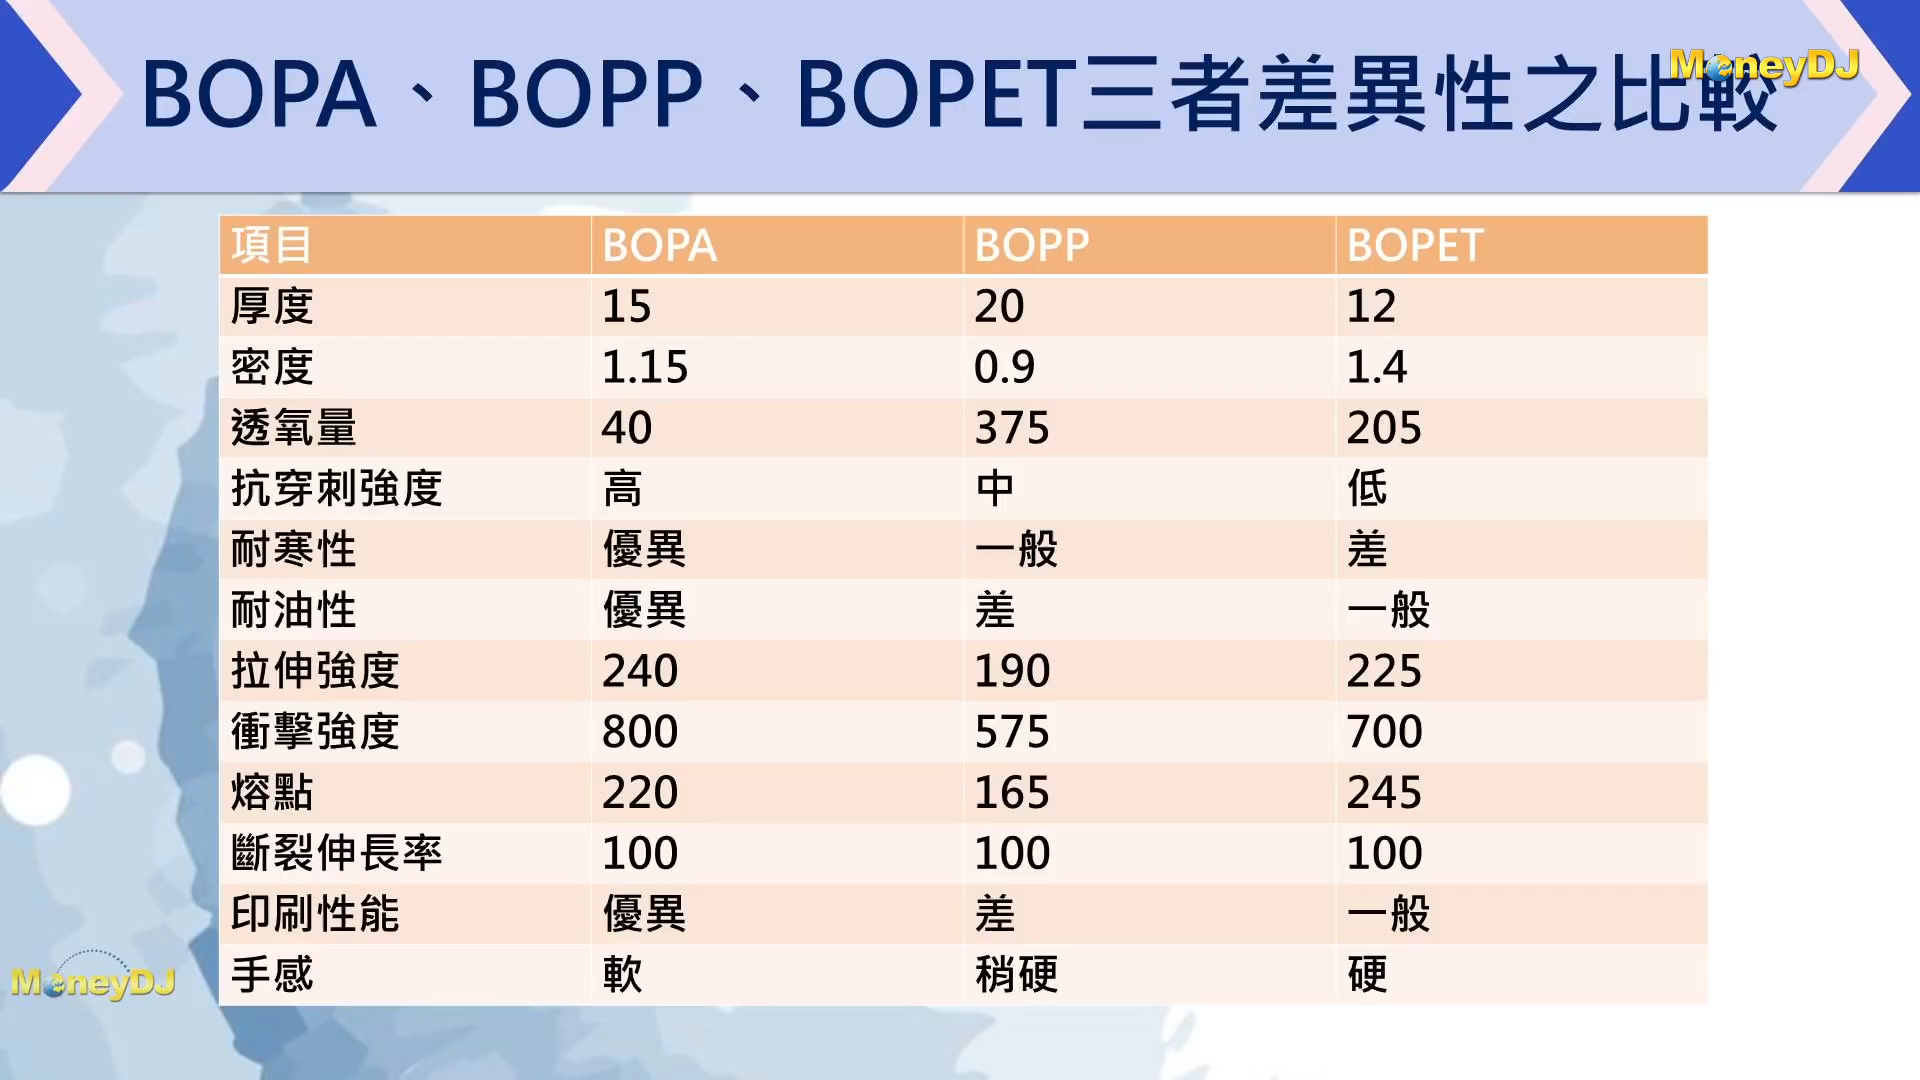 BOPA、BOPP、BOPET三者差異性之比較
MoneyDJ
項目 BOPA BOPP BOPET
厚度 15 20 12
密度 1.15 0.9 1.4
透氧量 40 375 205
抗穿刺強度 高 中 低
耐寒性 優異 一般 差
耐油性 優異 差 一般
拉伸強度 240 190 225
衝擊強度 800 575 700
熔點 220 165 245
斷裂伸長率 100 100 100
印刷性能 優異 差 一般
手感 軟 稍硬 硬
MoneyDJ